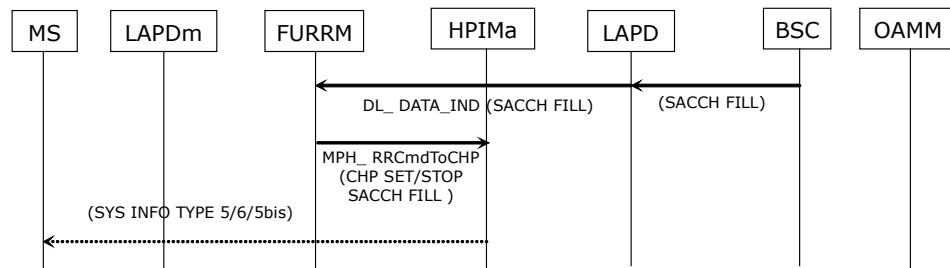 MS LAPDm FURRM HPIMa LAPD BSC OAMM
DL_ DATA_IND (SACCH FILL) (SACCH FILL)
MPH_ RRCmdToCHP
(CHP SET/STOP
SACCH FILL )
(SYS INFO TYPE 5/6/5bis)